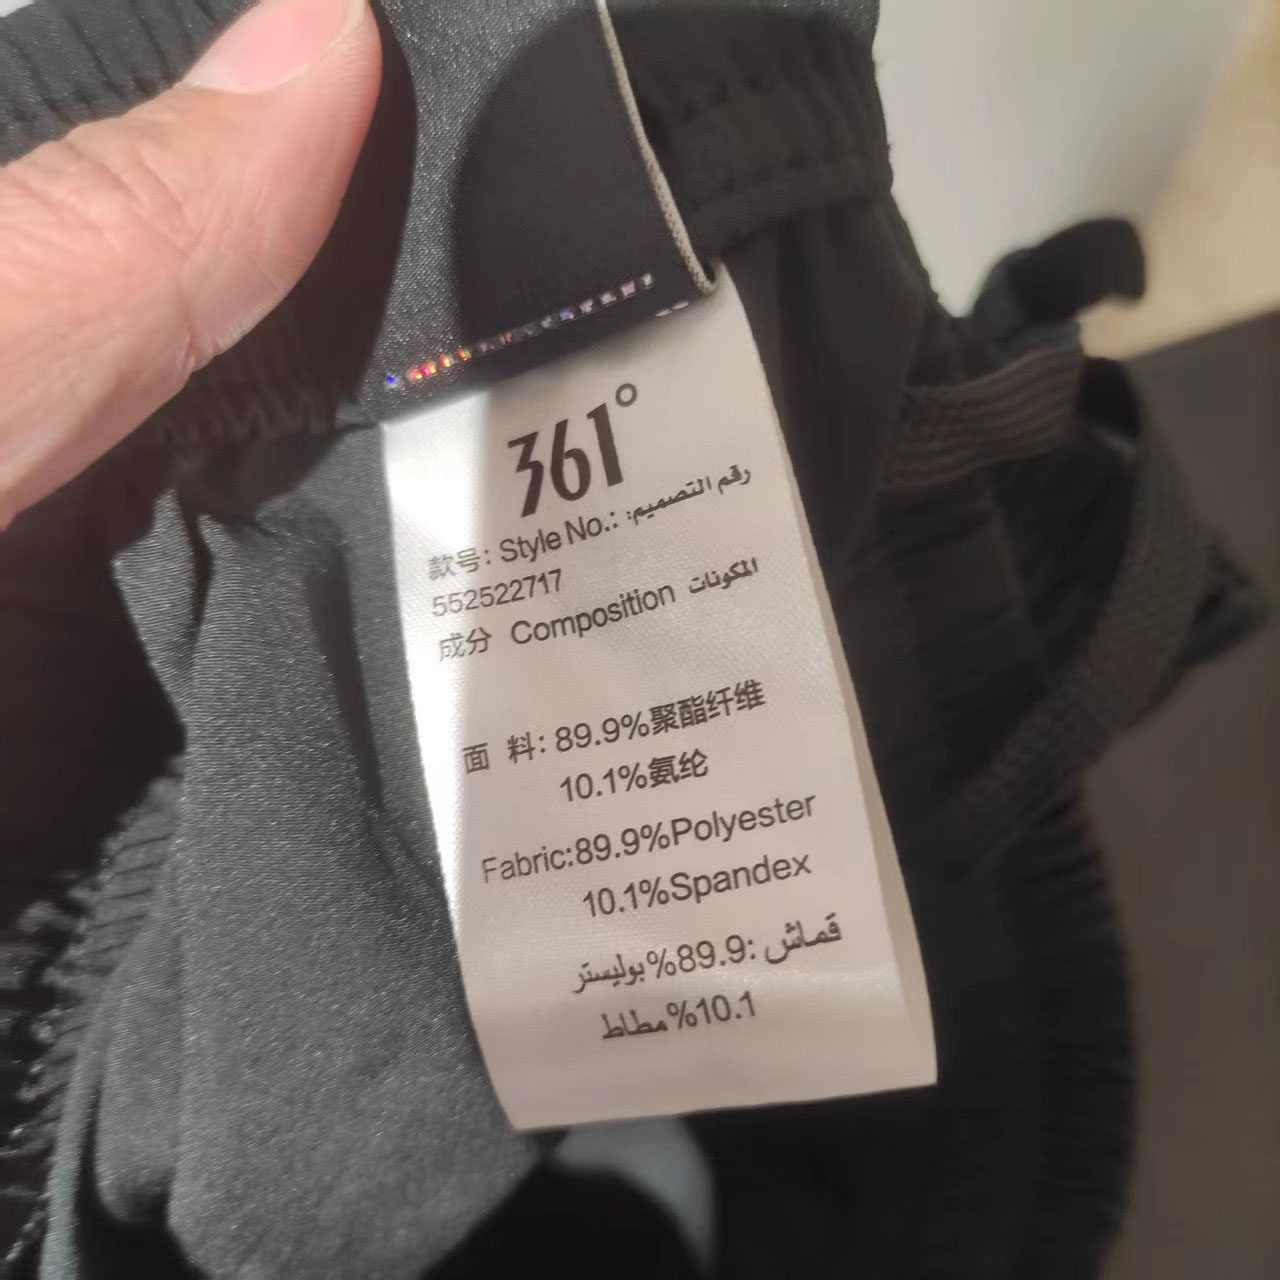 361°
款号: Style No.: رقم التصميم:
552522717
成分 Composition المكونات
面 料: 89.9%聚酯纤维
10.1%氨纶
Fabric:89.9%Polyester
10.1%Spandex
قماش :89.9%بوليستر
10.1%مطاط